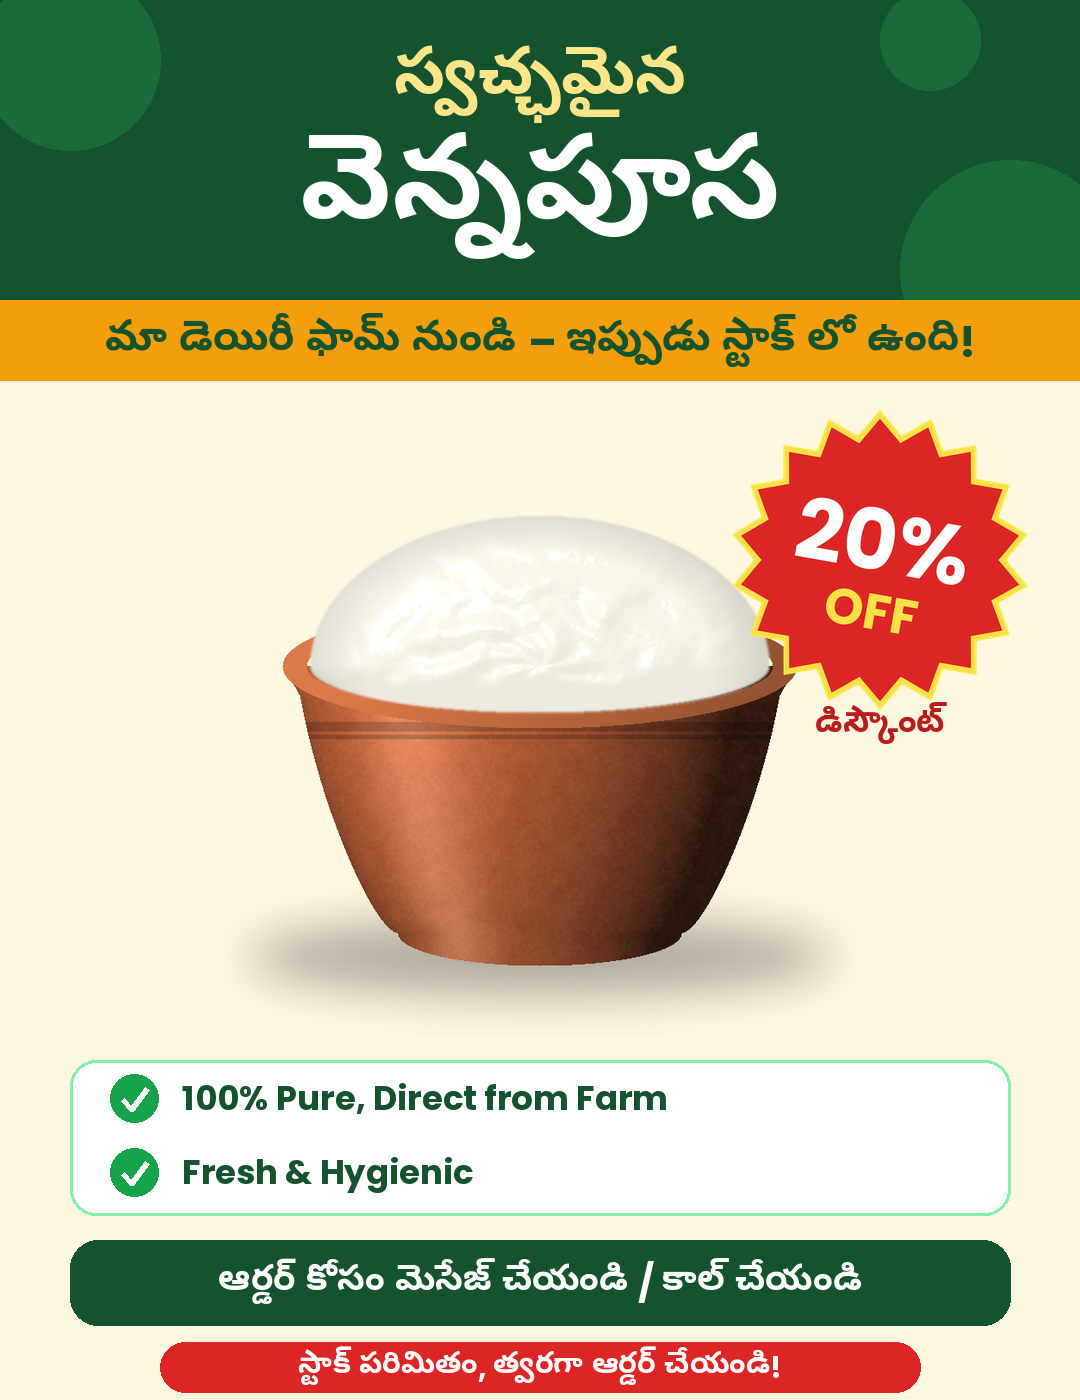 స్వచ్ఛమైన
వెన్నపూస
మా డెయిరీ ఫామ్ నుండి – ఇప్పుడు స్టాక్ లో ఉంది!
20%
OFF
డిస్కౌంట్
100% Pure, Direct from Farm
Fresh & Hygienic
ఆర్డర్ కోసం మెసేజ్ చేయండి / కాల్ చేయండి
స్టాక్ పరిమితం, త్వరగా ఆర్డర్ చేయండి!